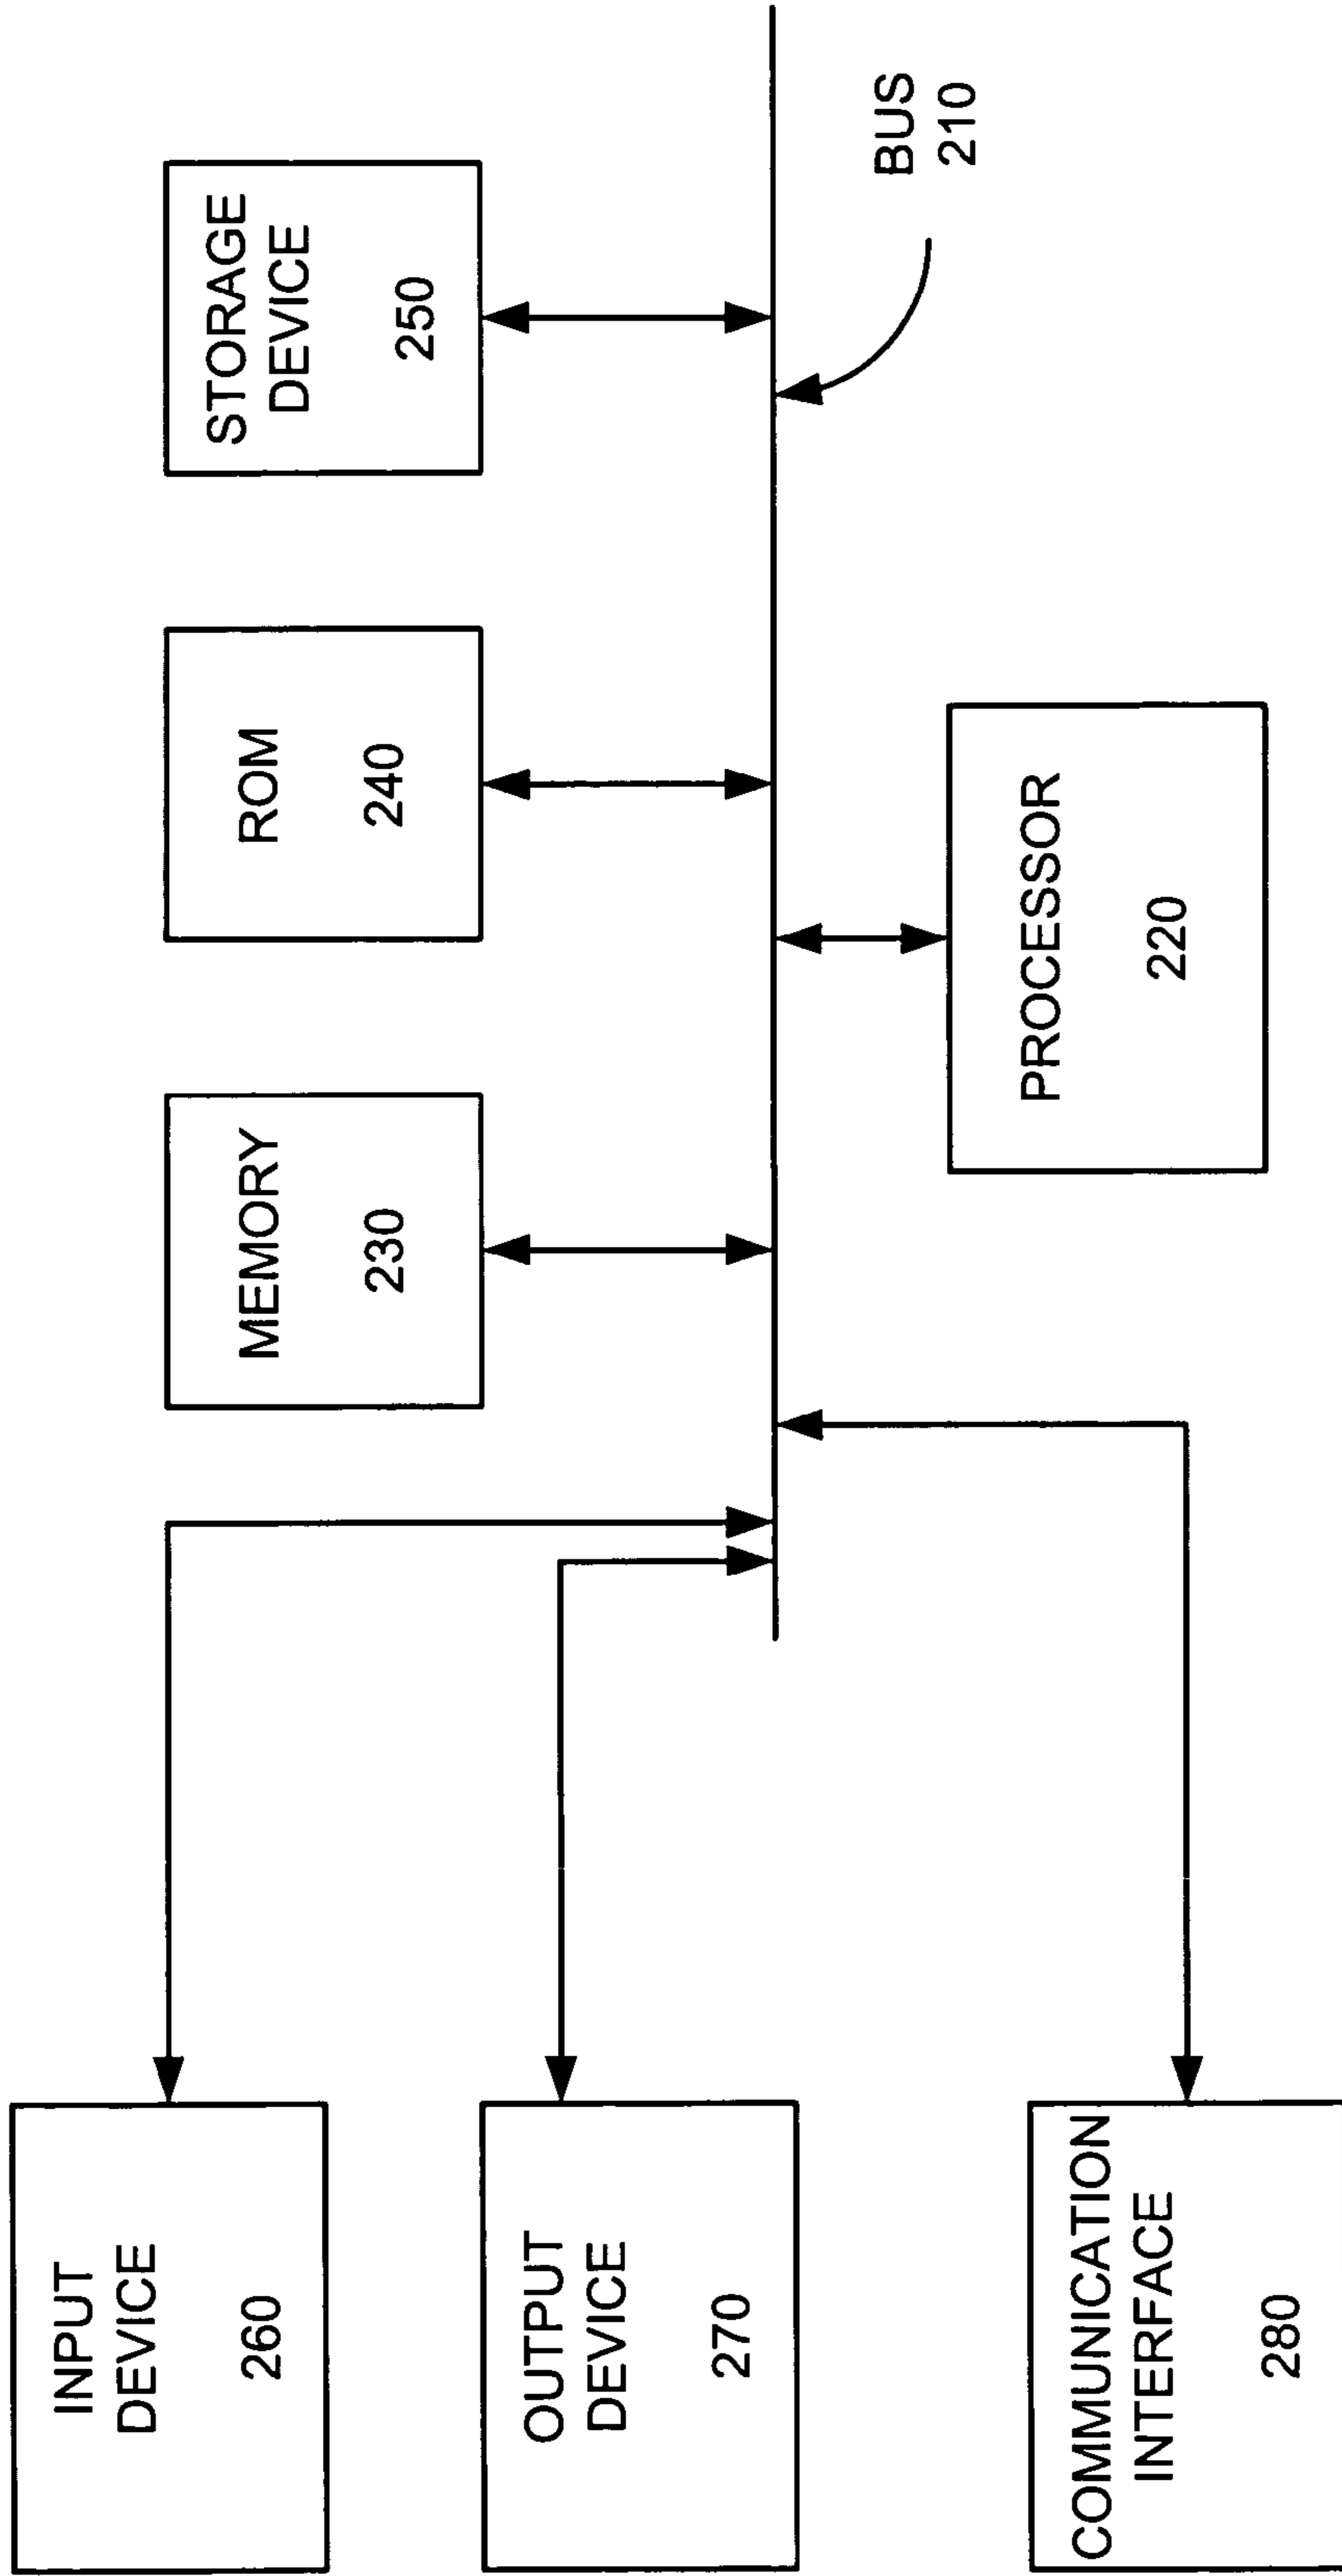 INPUT
DEVICE
260
OUTPUT
DEVICE
270
COMMUNICATION
INTERFACE
280
MEMORY
230
ROM
240
STORAGE
DEVICE
250
PROCESSOR
220
BUS
210